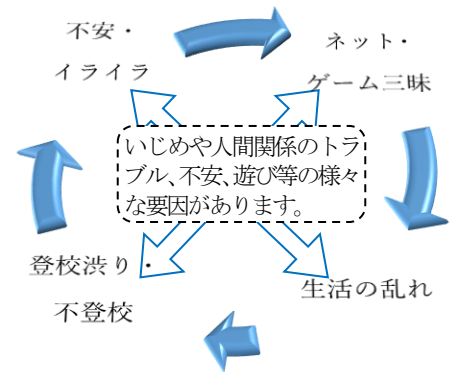 不安・
イライラ
ネット・
ゲーム三昧
いじめや人間関係のトラ
ブル、不安、遊び等の様々
な要因があります。
登校渋り・
不登校
生活の乱れ